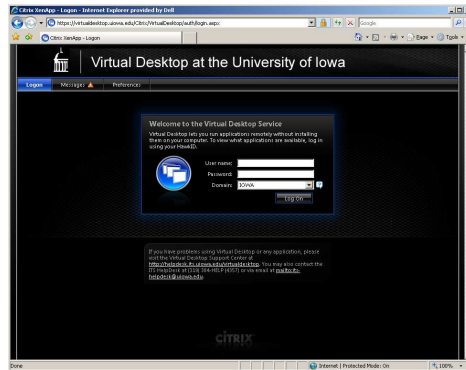 Citrix XenApp - Logon - Internet Explorer provided by Dell
https://virtualdesktop.uiowa.edu/Citrix/VirtualDesktop/auth/login.aspx
Google
Citrix XenApp - Logon
Page
Tools
Virtual Desktop at the University of Iowa
Logon
Messages
Preferences
Welcome to the Virtual Desktop Service
Virtual Desktop lets you run applications remotely without installing
them on your computer. To view what applications are available, log in
using your HawkID.
User name:
Password:
Domain:
IOWA
Log On
If you have problems using Virtual Desktop or any application, please
visit the Virtual Desktop Support Center at
http://helpdesk.its.uiowa.edu/virtualdesktop. You may also contact the
ITS HelpDesk at (319) 384-HELP (4357) or via email at mailto:its-
helpdesk@uiowa.edu.
CİTRIX
Done
Internet | Protected Mode: On
100%